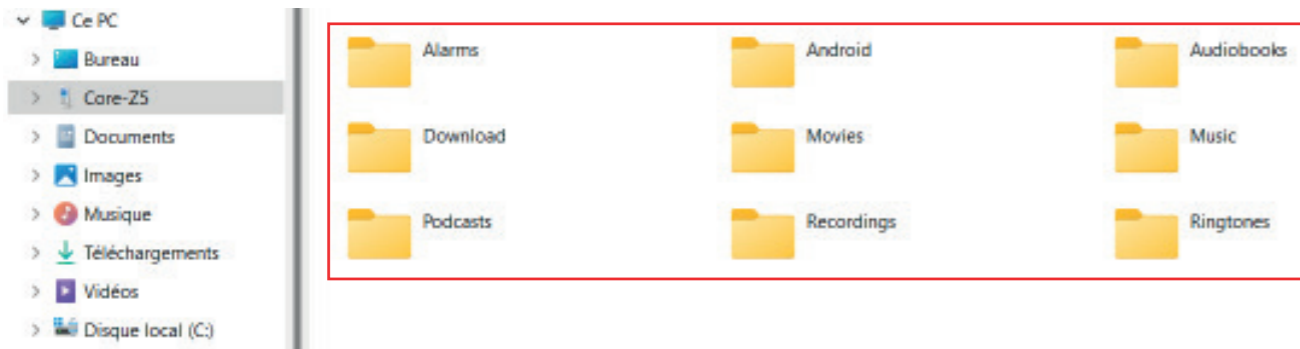 Ce PC
Bureau
Core-Z5
Documents
Images
Musique
Téléchargements
Vidéos
Disque local (C:)
Alarms Android Audiobooks
Download Movies Music
Podcasts Recordings Ringtones